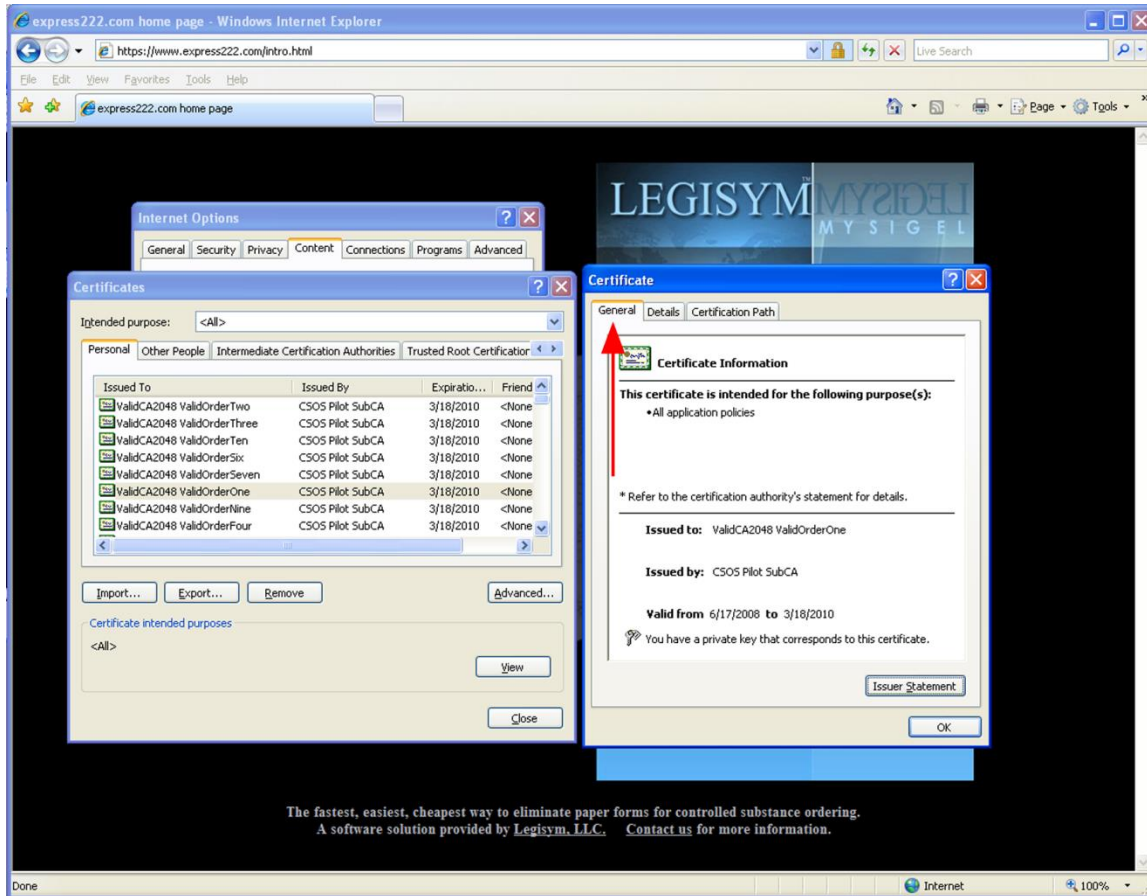 express222.com home page - Windows Internet Explorer
https://www.express222.com/intro.html
Live Search
File Edit View Favorites Tools Help
express222.com home page
Page Tools
LEGISYM
MY SIGEL
Internet Options
General Security Privacy Content Connections Programs Advanced
Certificates
Intended purpose: <All>
Personal Other People Intermediate Certification Authorities Trusted Root Certification
Issued To Issued By Expiratio... Friend
ValidCA2048 ValidOrderTwo CSOS Pilot SubCA 3/18/2010 <None
ValidCA2048 ValidOrderThree CSOS Pilot SubCA 3/18/2010 <None
ValidCA2048 ValidOrderTen CSOS Pilot SubCA 3/18/2010 <None
ValidCA2048 ValidOrderSix CSOS Pilot SubCA 3/18/2010 <None
ValidCA2048 ValidOrderSeven CSOS Pilot SubCA 3/18/2010 <None
ValidCA2048 ValidOrderOne CSOS Pilot SubCA 3/18/2010 <None
ValidCA2048 ValidOrderNine CSOS Pilot SubCA 3/18/2010 <None
ValidCA2048 ValidOrderFour CSOS Pilot SubCA 3/18/2010 <None
Import... Export... Remove Advanced...
Certificate intended purposes
<All>
View
Close
Certificate
General Details Certification Path
Certificate Information
This certificate is intended for the following purpose(s):
•All application policies
* Refer to the certification authority's statement for details.
Issued to: ValidCA2048 ValidOrderOne
Issued by: CSOS Pilot SubCA
Valid from 6/17/2008 to 3/18/2010
You have a private key that corresponds to this certificate.
Issuer Statement
OK
The fastest, easiest, cheapest way to eliminate paper forms for controlled substance ordering.
A software solution provided by Legisym, LLC. Contact us for more information.
Done Internet 100%